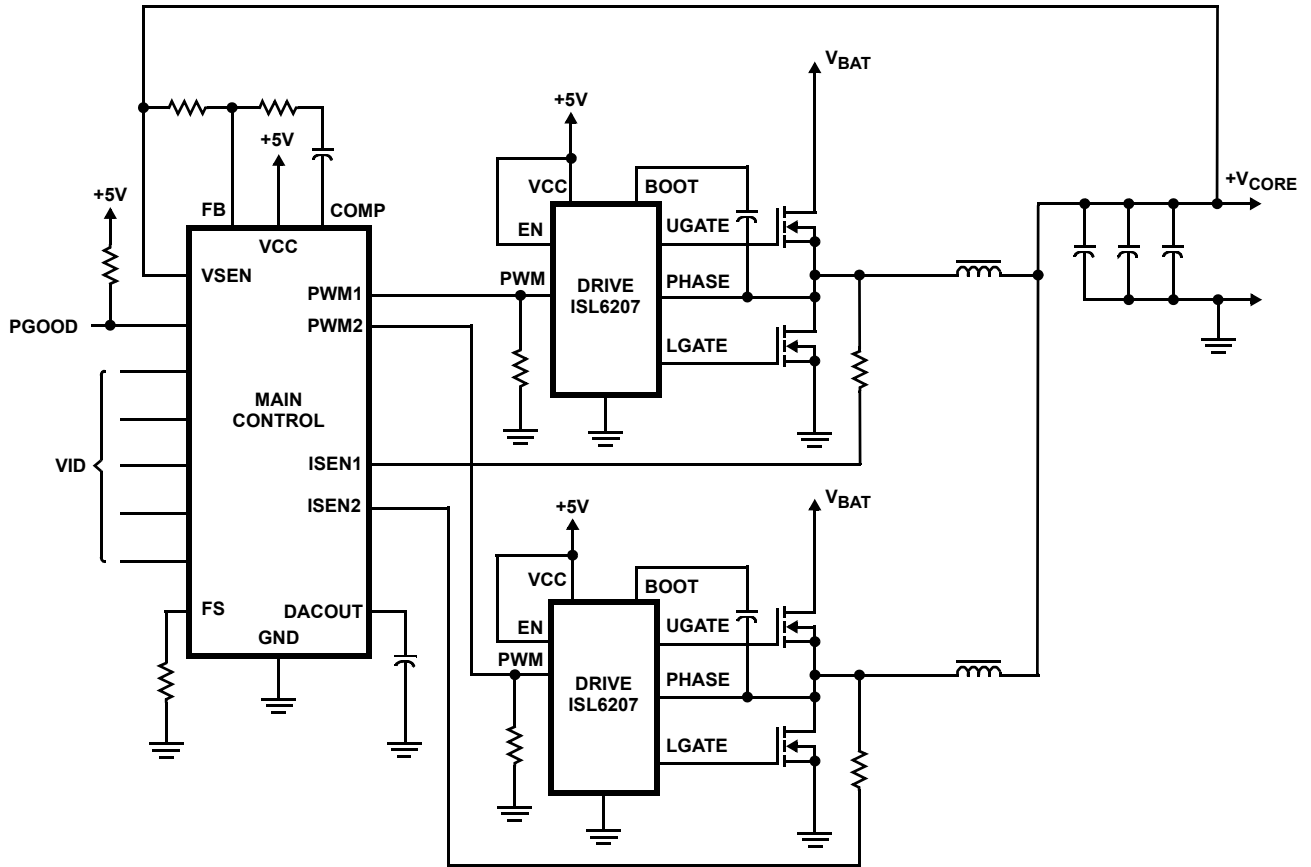 V_BAT
+5V
+5V
+5V
VCC
BOOT
+V_CORE
FB
COMP
EN
UGATE
VCC
VSEN
PWM
DRIVE
ISL6207
PHASE
PWM1
PGOOD
PWM2
LGATE
MAIN
CONTROL
VID
ISEN1
ISEN2
V_BAT
+5V
VCC
BOOT
FS
DACOUT
EN
UGATE
GND
PWM
DRIVE
ISL6207
PHASE
LGATE